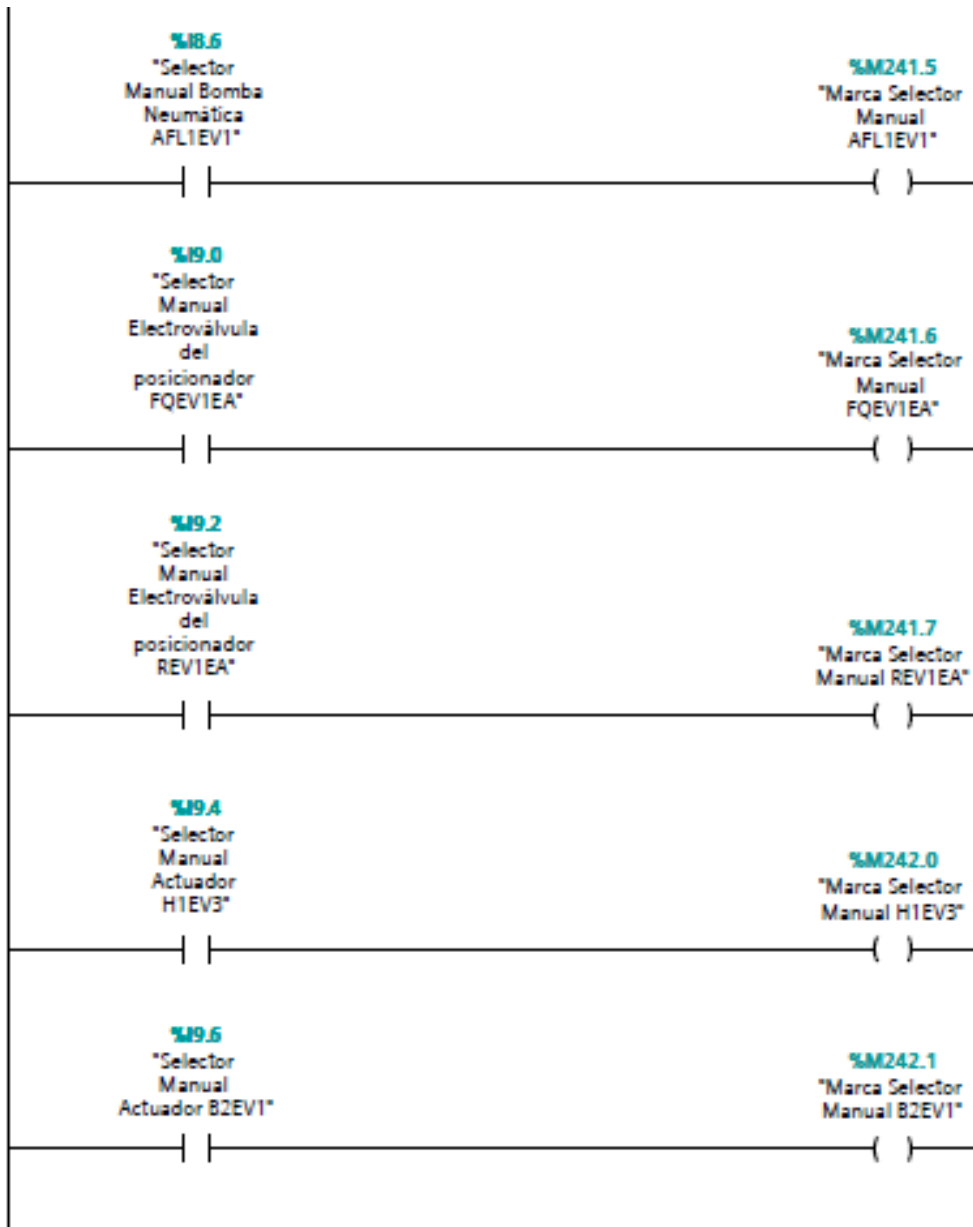 %I8.6
"Selector
Manual Bomba
Neumática
AFL1EV1"
%M241.5
"Marca Selector
Manual
AFL1EV1"
%I9.0
"Selector
Manual
Electroválvula
del
posicionador
FQEV1EA"
%M241.6
"Marca Selector
Manual
FQEV1EA"
%I9.2
"Selector
Manual
Electroválvula
del
posicionador
REV1EA"
%M241.7
"Marca Selector
Manual REV1EA"
%I9.4
"Selector
Manual
Actuador
H1EV3"
%M242.0
"Marca Selector
Manual H1EV3"
%I9.6
"Selector
Manual
Actuador B2EV1"
%M242.1
"Marca Selector
Manual B2EV1"